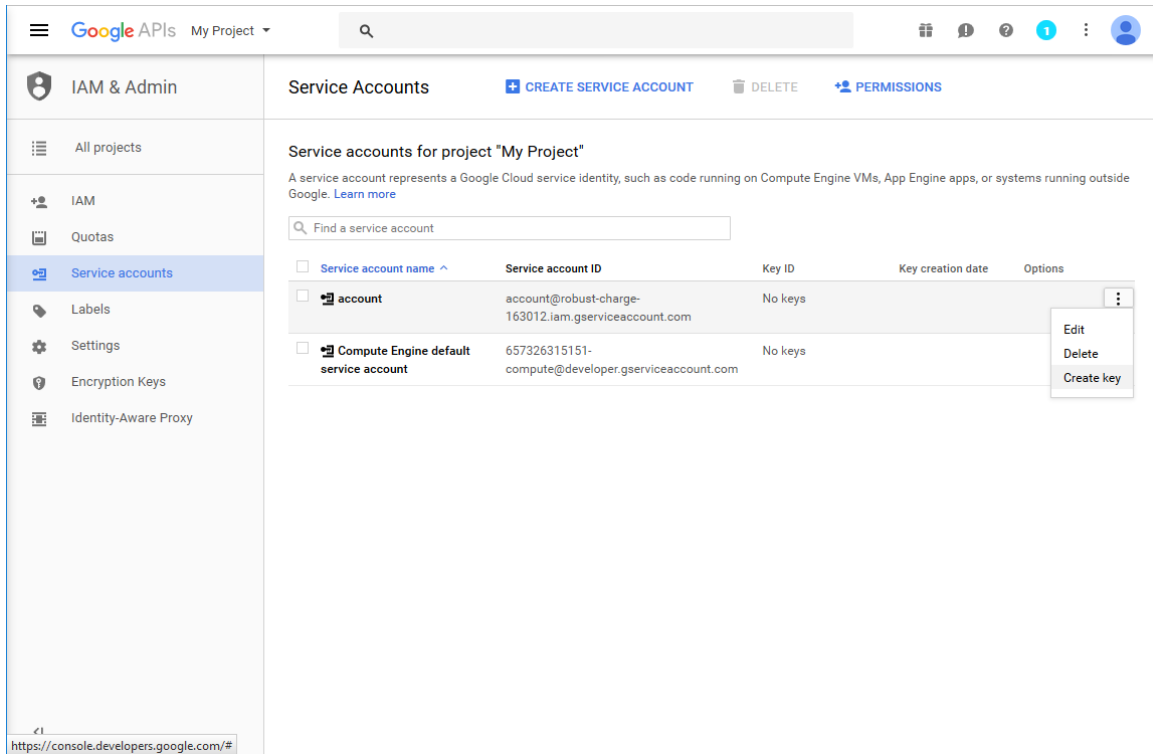 Google APIs My Project
1
IAM & Admin
Service Accounts
CREATE SERVICE ACCOUNT
DELETE
PERMISSIONS
All projects
IAM
Quotas
Service accounts
Labels
Settings
Encryption Keys
Identity-Aware Proxy
Service accounts for project "My Project"
A service account represents a Google Cloud service identity, such as code running on Compute Engine VMs, App Engine apps, or systems running outside
Google. Learn more
Find a service account
Service account name Service account ID Key ID Key creation date Options
account account@robust-charge- No keys
163012.iam.gserviceaccount.com
Compute Engine default 657326315151- No keys
service account compute@developer.gserviceaccount.com
Edit
Delete
Create key
https://console.developers.google.com/#